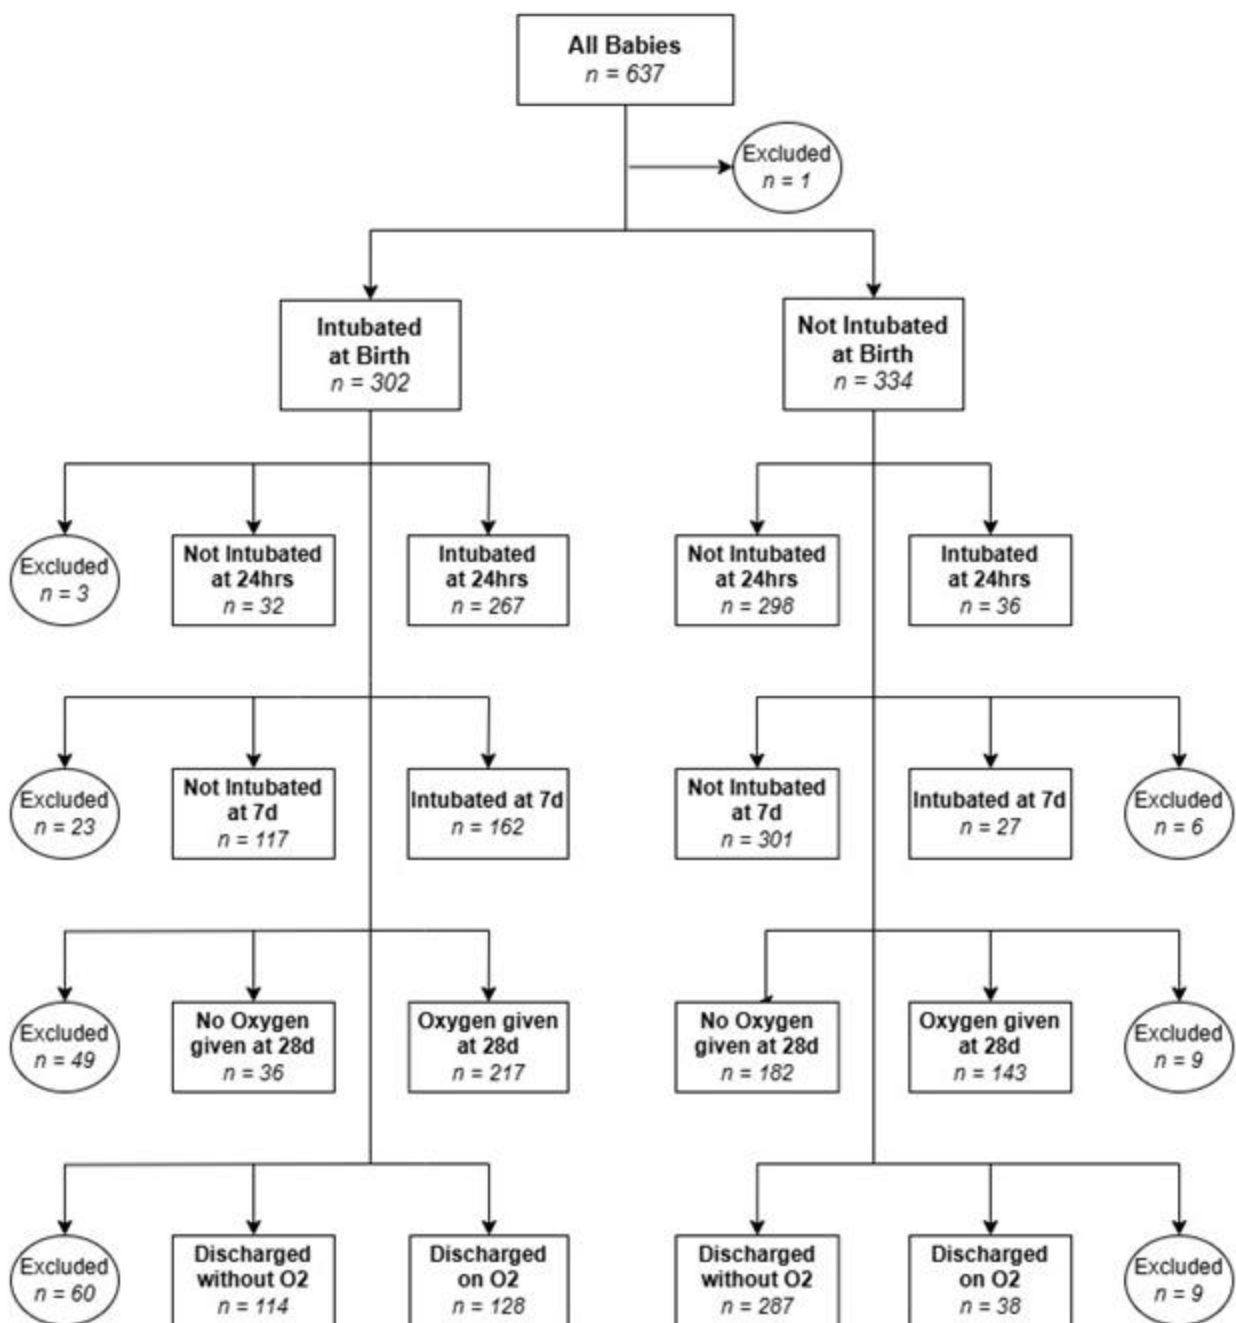 All Babies
n = 637
Excluded
n = 1
Intubated
at Birth
n = 302
Not Intubated
at Birth
n = 334
Excluded
n = 3
Not Intubated
at 24hrs
n = 32
Intubated
at 24hrs
n = 267
Not Intubated
at 24hrs
n = 298
Intubated
at 24hrs
n = 36
Excluded
n = 23
Not Intubated
at 7d
n = 117
Intubated at 7d
n = 162
Not Intubated
at 7d
n = 301
Intubated at 7d
n = 27
Excluded
n = 6
Excluded
n = 49
No Oxygen
given at 28d
n = 36
Oxygen given
at 28d
n = 217
No Oxygen
given at 28d
n = 182
Oxygen given
at 28d
n = 143
Excluded
n = 9
Excluded
n = 60
Discharged
without O2
n = 114
Discharged
on O2
n = 128
Discharged
without O2
n = 287
Discharged
on O2
n = 38
Excluded
n = 9